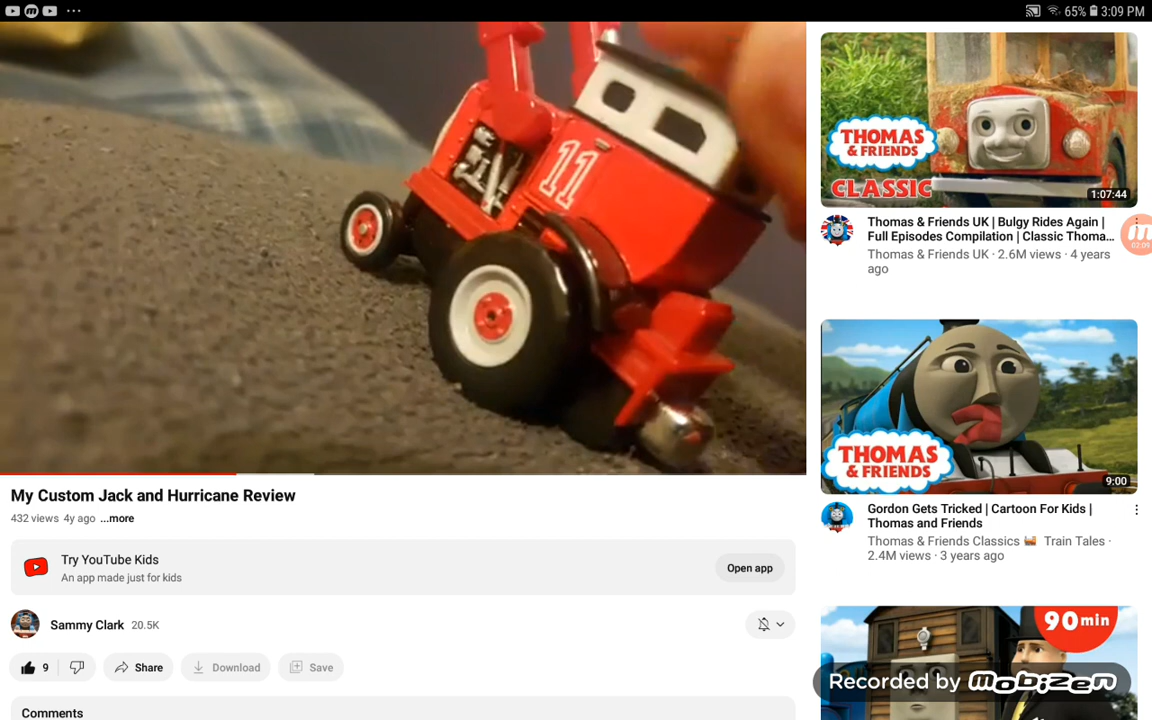 65% 3:09 PM
11
THOMAS
& FRIENDS
CLASSIC
1:07:44
Thomas & Friends UK | Bulgy Rides Again |
Full Episodes Compilation | Classic Thoma...
Thomas & Friends UK · 2.6M views · 4 years
ago
m
02:09
THOMAS
& FRIENDS
9:00
Gordon Gets Tricked | Cartoon For Kids |
Thomas and Friends
Thomas & Friends Classics 🚂 Train Tales ·
2.4M views · 3 years ago
90min
Recorded by mobizen
My Custom Jack and Hurricane Review
432 views 4y ago ...more
Try YouTube Kids
An app made just for kids
Open app
Sammy Clark 20.5K
9
Share
Download
Save
Comments